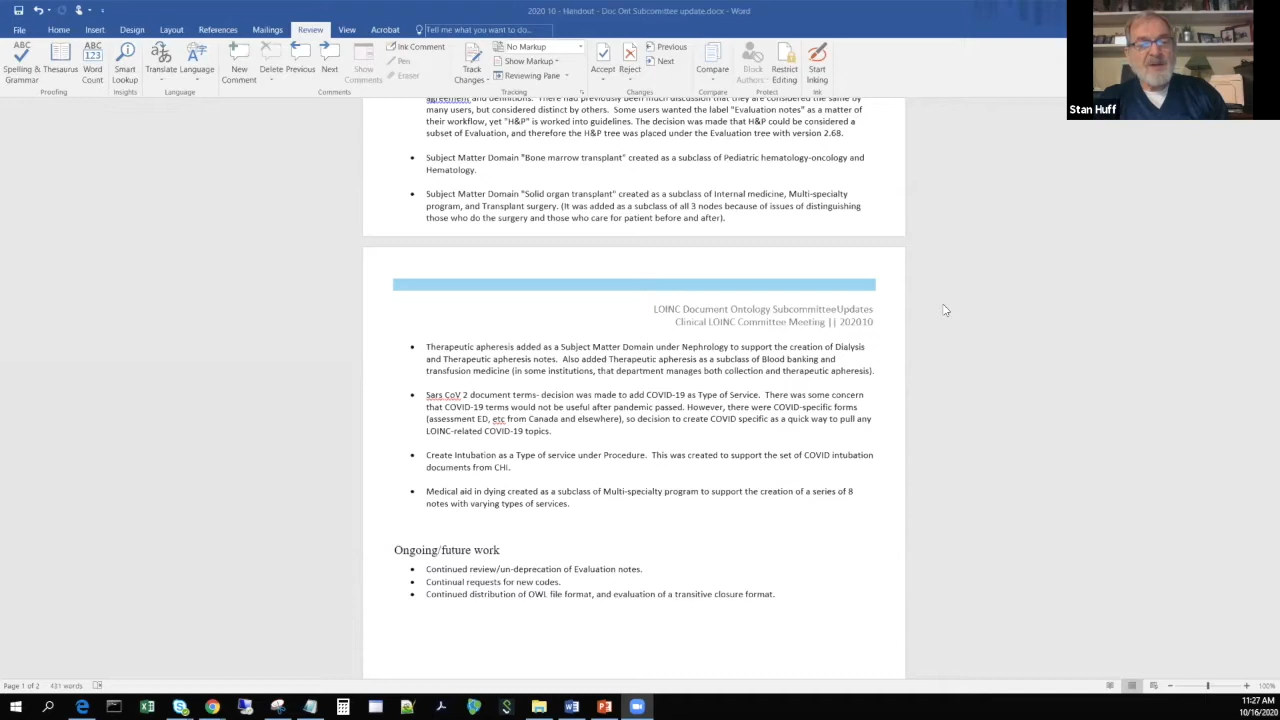 2020 10 - Handout - Doc Ont Subcomittee update.docx - Word
File Home Insert Design Layout References Mailings Review View Acrobat Tell me what you want to do...
Spelling & Grammar Thesaurus Word Count Smart Lookup Translate Language New Comment Delete Previous Next Show Comments Ink Comment Pen Eraser Track Changes No Markup Show Markup Reviewing Pane Accept Reject Previous Next Compare Block Authors Restrict Editing Start Inking
Proofing Insights Language Comments Tracking Changes Compare Protect Ink
Stan Huff
agreement and definitions. There had previously been much discussion that they are considered the same by
many users, but considered distinct by others. Some users wanted the label "Evaluation notes" as a matter of
their workflow, yet "H&P" is worked into guidelines. The decision was made that H&P could be considered a
subset of Evaluation, and therefore the H&P tree was placed under the Evaluation tree with version 2.68.
• Subject Matter Domain "Bone marrow transplant" created as a subclass of Pediatric hematology-oncology and
Hematology.
• Subject Matter Domain "Solid organ transplant" created as a subclass of Internal medicine, Multi-specialty
program, and Transplant surgery. (It was added as a subclass of all 3 nodes because of issues of distinguishing
those who do the surgery and those who care for patient before and after).
LOINC Document Ontology SubcommitteeUpdates
Clinical LOINC Committee Meeting || 202010
• Therapeutic apheresis added as a Subject Matter Domain under Nephrology to support the creation of Dialysis
and Therapeutic apheresis notes. Also added Therapeutic apheresis as a subclass of Blood banking and
transfusion medicine (in some institutions, that department manages both collection and therapeutic apheresis).
• Sars CoV 2 document terms- decision was made to add COVID-19 as Type of Service. There was some concern
that COVID-19 terms would not be useful after pandemic passed. However, there were COVID-specific forms
(assessment ED, etc from Canada and elsewhere), so decision to create COVID specific as a quick way to pull any
LOINC-related COVID-19 topics.
• Create Intubation as a Type of service under Procedure. This was created to support the set of COVID intubation
documents from CHI.
• Medical aid in dying created as a subclass of Multi-specialty program to support the creation of a series of 8
notes with varying types of services.
Ongoing/future work
• Continued review/un-deprecation of Evaluation notes.
• Continual requests for new codes.
• Continued distribution of OWL file format, and evaluation of a transitive closure format.
Page 1 of 2 431 words 100%
11:27 AM
10/16/2020